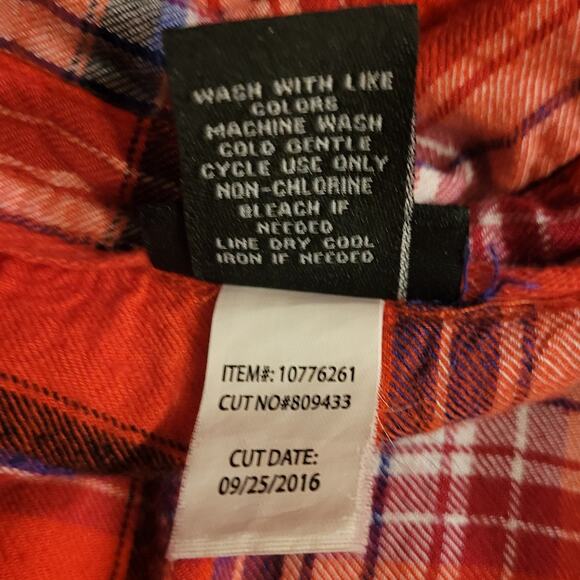 WASH WITH LIKE
COLORS
MACHINE WASH
COLD GENTLE
CYCLE USE ONLY
NON-CHLORINE
BLEACH IF
NEEDED
LINE DRY COOL
IRON IF NEEDED
ITEM#: 10776261
CUT NO#809433
CUT DATE:
09/25/2016